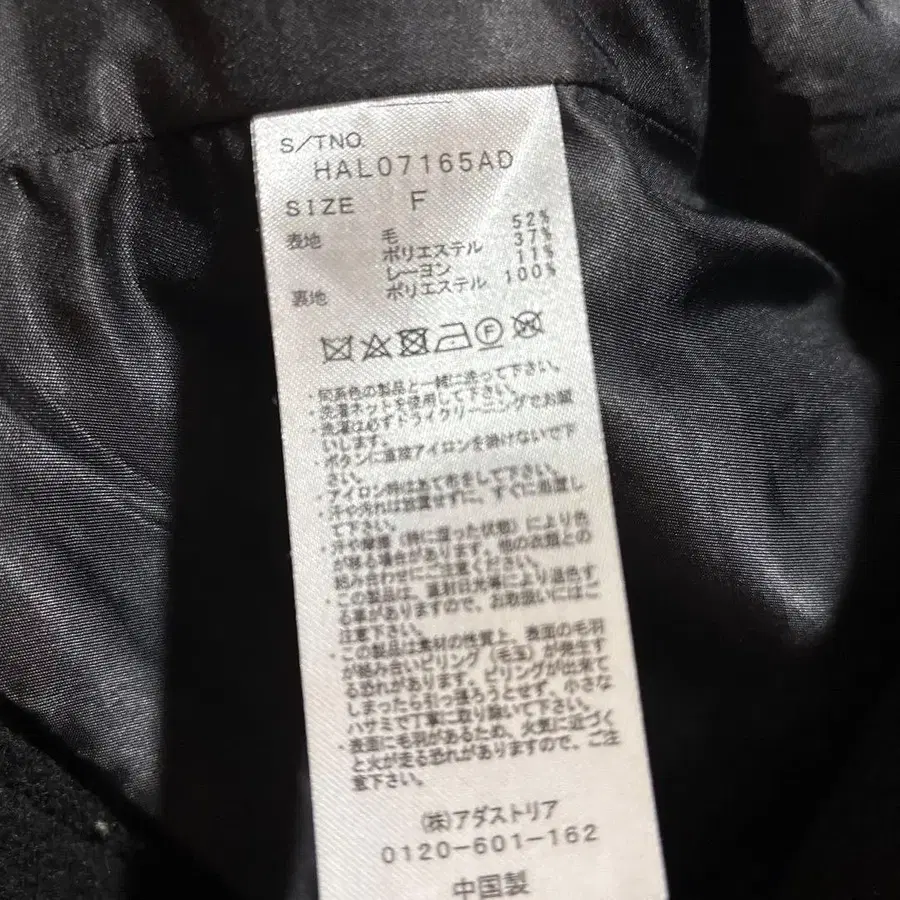 S/TNO.
HAL07165AD
SIZE F
表地 毛 52%
ポリエステル 37%
レーヨン 11%
裏地 ポリエステル 100%
F
・同系色の製品と一緒に洗って下さい。
・洗濯ネットを使用して下さい。
・洗濯は必ずドライクリーニングでお願
いします。
・ボタンに直接アイロンを掛けないで下
さい。
・アイロン時はあて布をして下さい。
・汗や汚れは放置せずに、すぐに処置し
て下さい。
・汗や摩擦（特に湿った状態）により色
が移る場合があります。他の衣類との
組み合わせにご注意ください。
・この製品は、直射日光等により退色す
る事がありますので、お取扱いにはご
注意下さい。
・この製品は素材の性質上、表面の毛羽
が絡み合いピリング（毛玉）が発生す
る恐れがあります。ピリングが出来て
しまったら引っ張ろうとせず、小さな
ハサミで丁寧に取り除いて下さい。
・表面に毛羽があるため、火気に近づく
と火が走る恐れがありますので、ご注
意下さい。
(株)アダストリア
0120-601-162
中国製